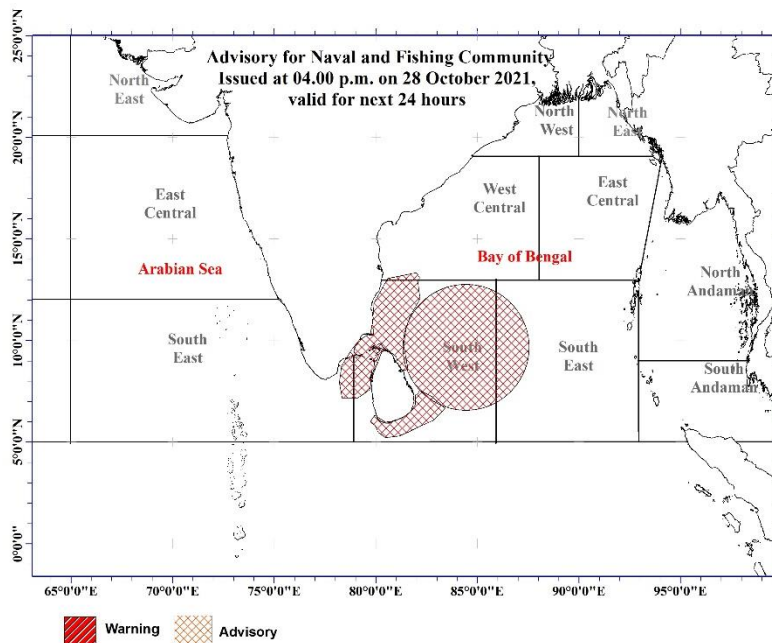 Advisory for Naval and Fishing Community
Issued at 04.00 p.m. on 28 October 2021,
valid for next 24 hours
North
East
North
West
North
East
East
Central
West
Central
East
Central
Arabian Sea
Bay of Bengal
North
Andaman
South
East
South
West
South
East
South
Andaman
25°0'0"N
20°0'0"N
15°0'0"N
10°0'0"N
5°0'0"N
0°0'0"
65°0'0"E
70°0'0"E
75°0'0"E
80°0'0"E
85°0'0"E
90°0'0"E
95°0'0"E
Warning
Advisory